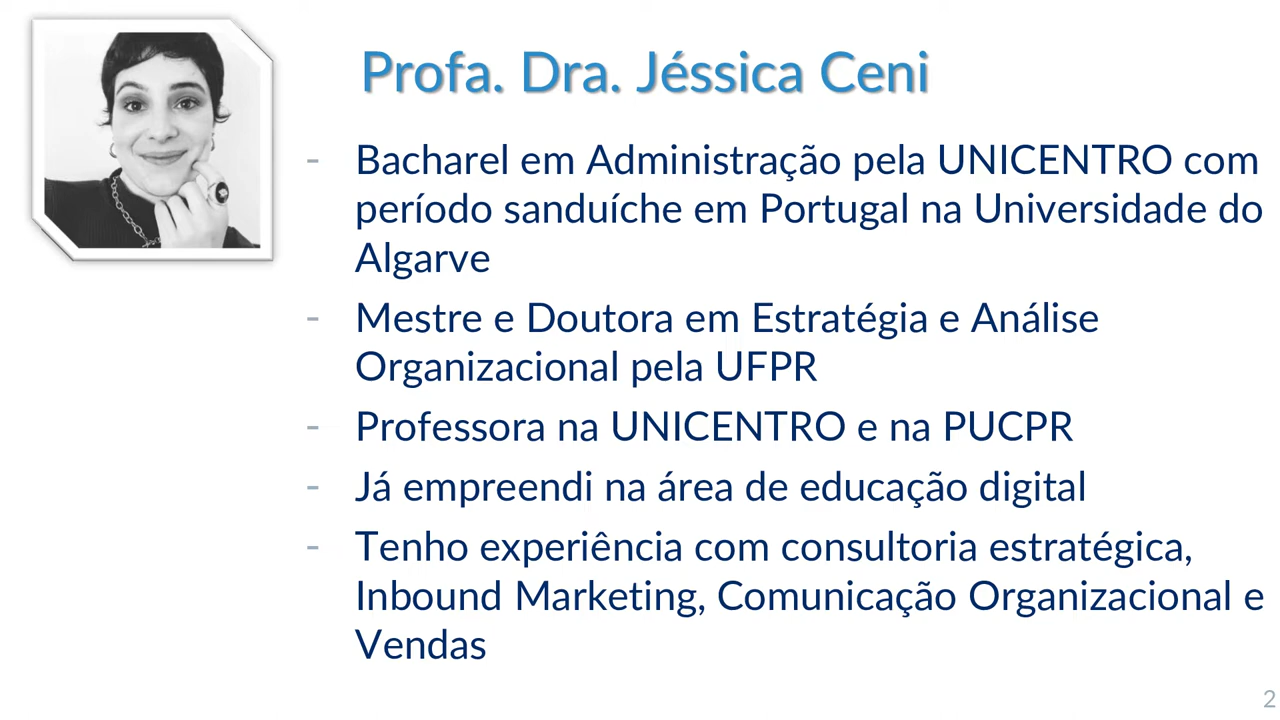 Profa. Dra. Jéssica Ceni
- Bacharel em Administração pela UNICENTRO com
período sanduíche em Portugal na Universidade do
Algarve
- Mestre e Doutora em Estratégia e Análise
Organizacional pela UFPR
- Professora na UNICENTRO e na PUCPR
- Já empreendi na área de educação digital
- Tenho experiência com consultoria estratégica,
Inbound Marketing, Comunicação Organizacional e
Vendas
2